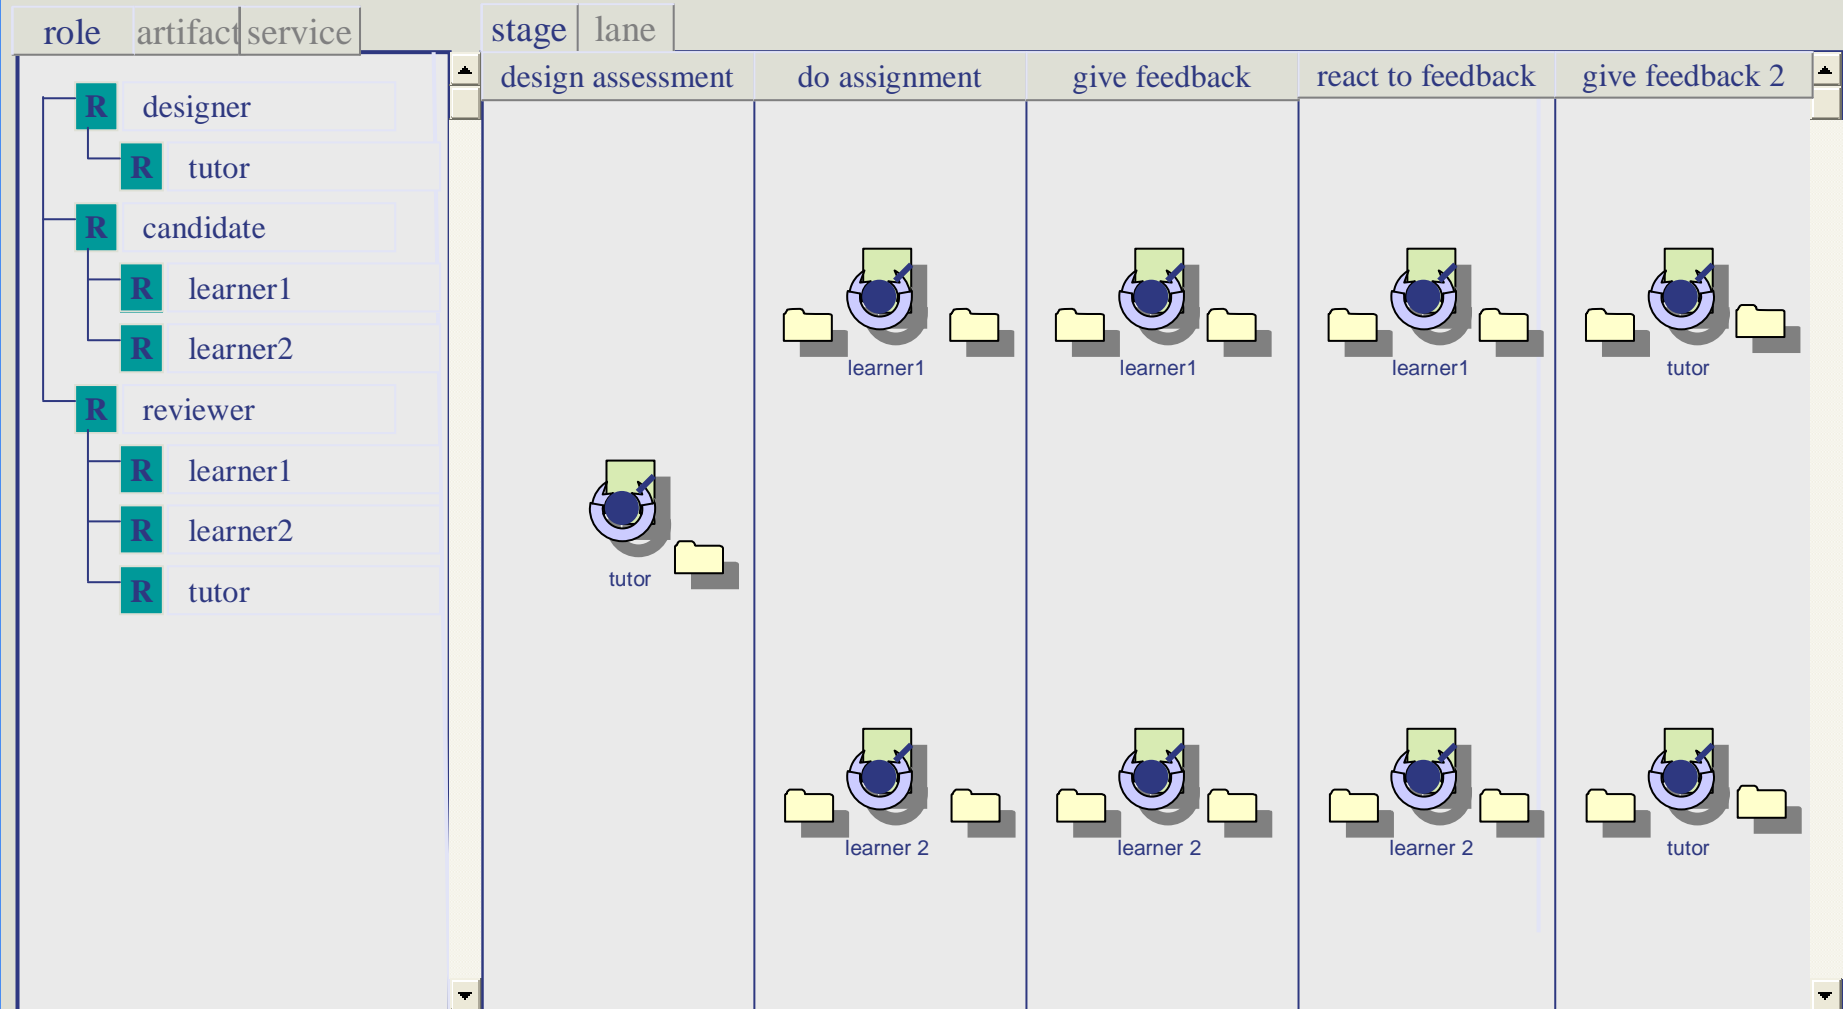 role artifact service
R designer
R tutor
R candidate
R learner1
R learner2
R reviewer
R learner1
R learner2
R tutor
stage lane
design assessment do assignment give feedback react to feedback give feedback 2
learner1 learner1 learner1 tutor
tutor
learner 2 learner 2 learner 2 tutor